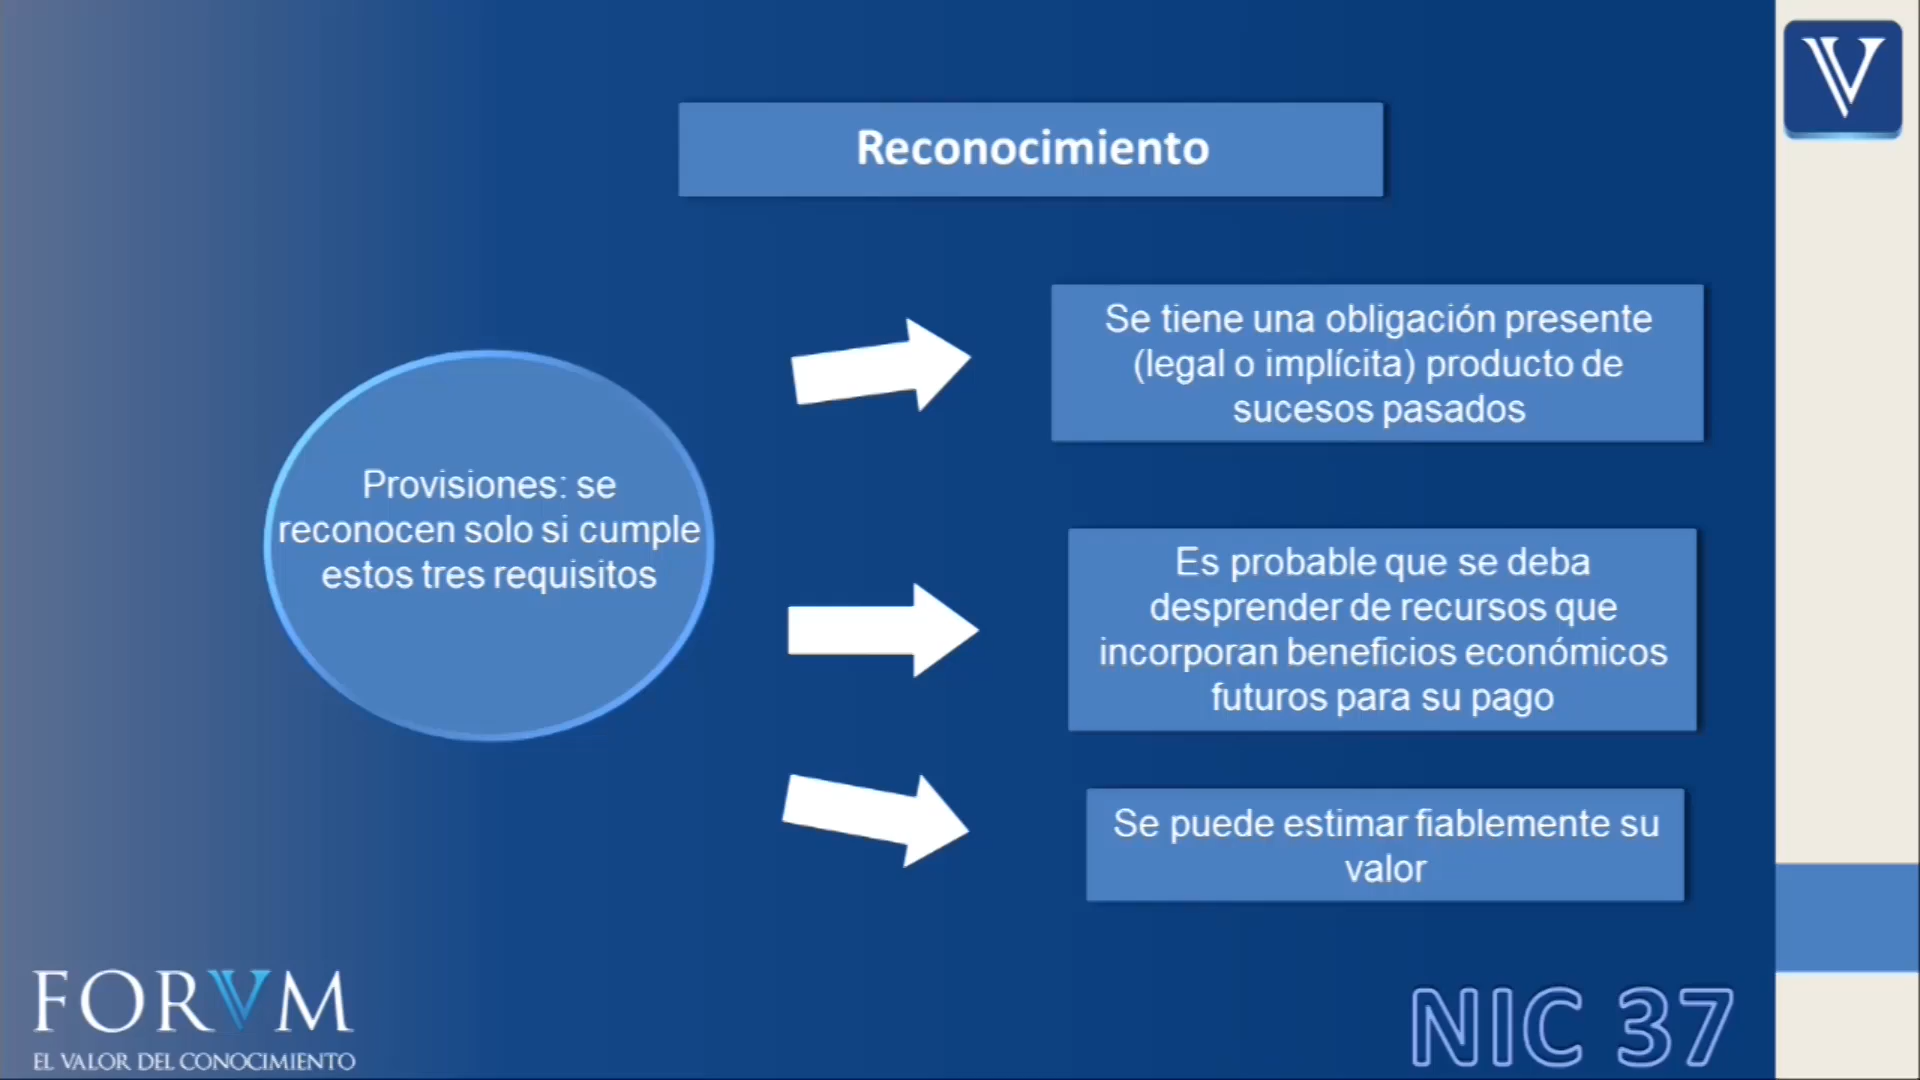 Reconocimiento
Provisiones: se
reconocen solo si cumple
estos tres requisitos
Se tiene una obligación presente
(legal o implícita) producto de
sucesos pasados
Es probable que se deba
desprender de recursos que
incorporan beneficios económicos
futuros para su pago
Se puede estimar fiablemente su
valor
FORVM
EL VALOR DEL CONOCIMIENTO
NIC 37
V